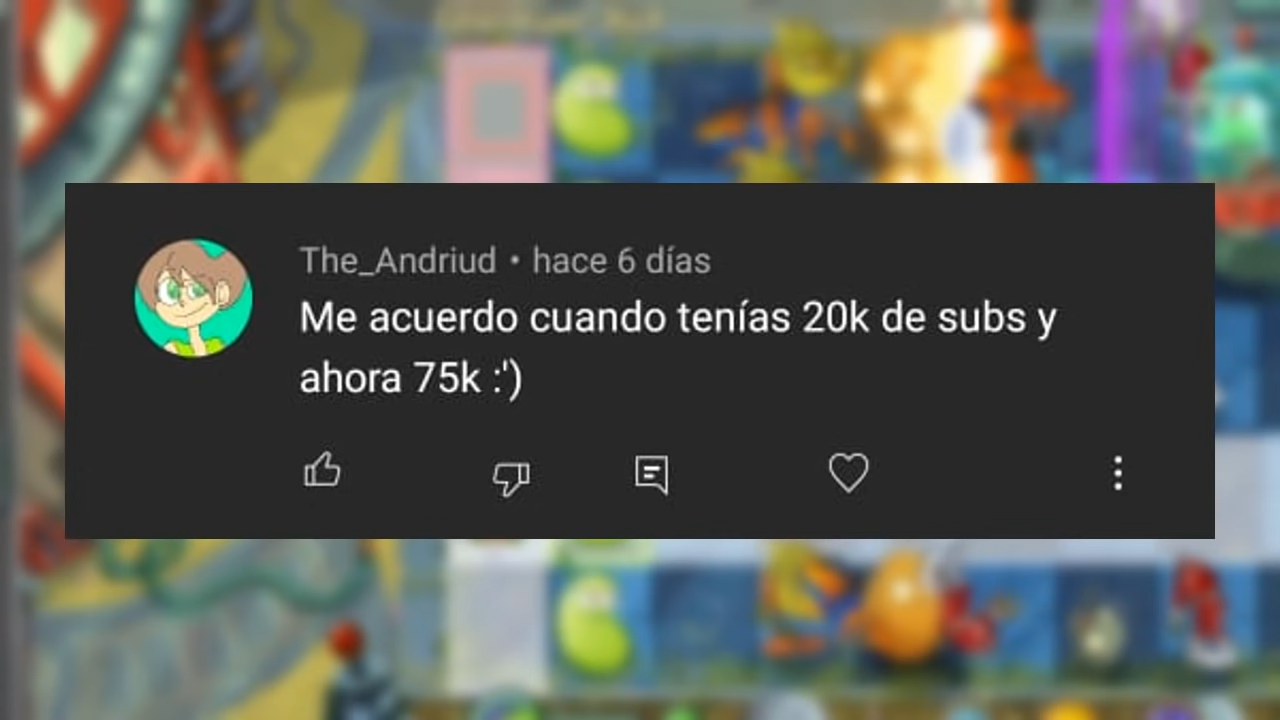 The_Andriud • hace 6 días
Me acuerdo cuando tenías 20k de subs y
ahora 75k :')